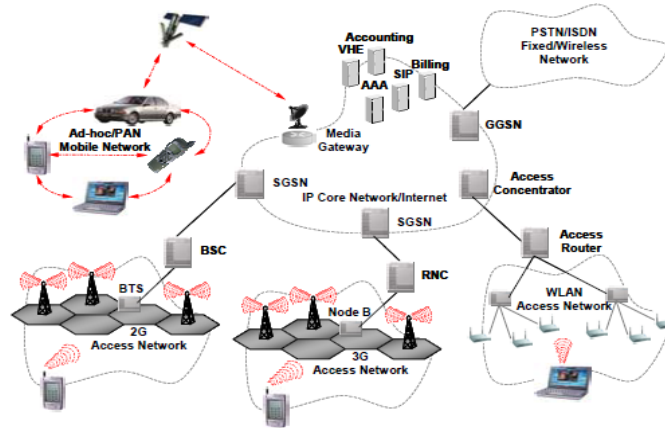 PSTN/ISDN
Fixed/Wireless
Network
Accounting
VHE
Billing
SIP
AAA
GGSN
Ad-hoc/PAN
Mobile Network
Media
Gateway
SGSN
IP Core Network/Internet
SGSN
Access
Concentrator
Access
Router
BSC
RNC
BTS
Node B
WLAN
Access Network
2G
Access Network
3G
Access Network